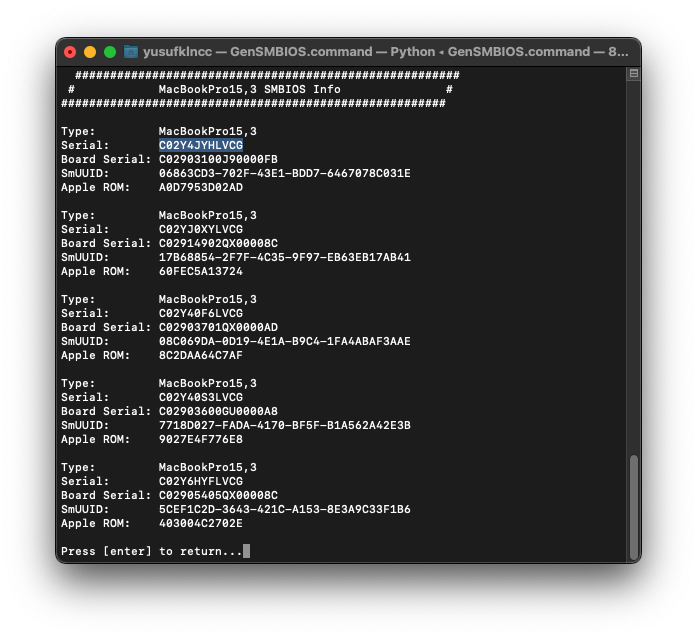 yusufklncc — GenSMBIOS.command — Python ◂ GenSMBIOS.command — 8...
#######################################################
# MacBookPro15,3 SMBIOS Info #
#######################################################
Type: MacBookPro15,3
Serial: C02Y4JYHLVCG
Board Serial: C02903100J90000FB
SmUUID: 06863CD3-702F-43E1-BDD7-6467078C031E
Apple ROM: A0D7953D02AD
Type: MacBookPro15,3
Serial: C02YJ0XYLVCG
Board Serial: C02914902QX00008C
SmUUID: 17B68854-2F7F-4C35-9F97-EB63EB17AB41
Apple ROM: 60FEC5A13724
Type: MacBookPro15,3
Serial: C02Y40F6LVCG
Board Serial: C02903701QX0000AD
SmUUID: 08C069DA-0D19-4E1A-B9C4-1FA4ABAF3AAE
Apple ROM: 8C2DAA64C7AF
Type: MacBookPro15,3
Serial: C02Y40S3LVCG
Board Serial: C02903600GU0000A8
SmUUID: 7718D027-FADA-4170-BF5F-B1A562A42E3B
Apple ROM: 9027E4F776E8
Type: MacBookPro15,3
Serial: C02Y6HYFLVCG
Board Serial: C02905405QX00008C
SmUUID: 5CEF1C2D-3643-421C-A153-8E3A9C33F1B6
Apple ROM: 403004C2702E
Press [enter] to return...